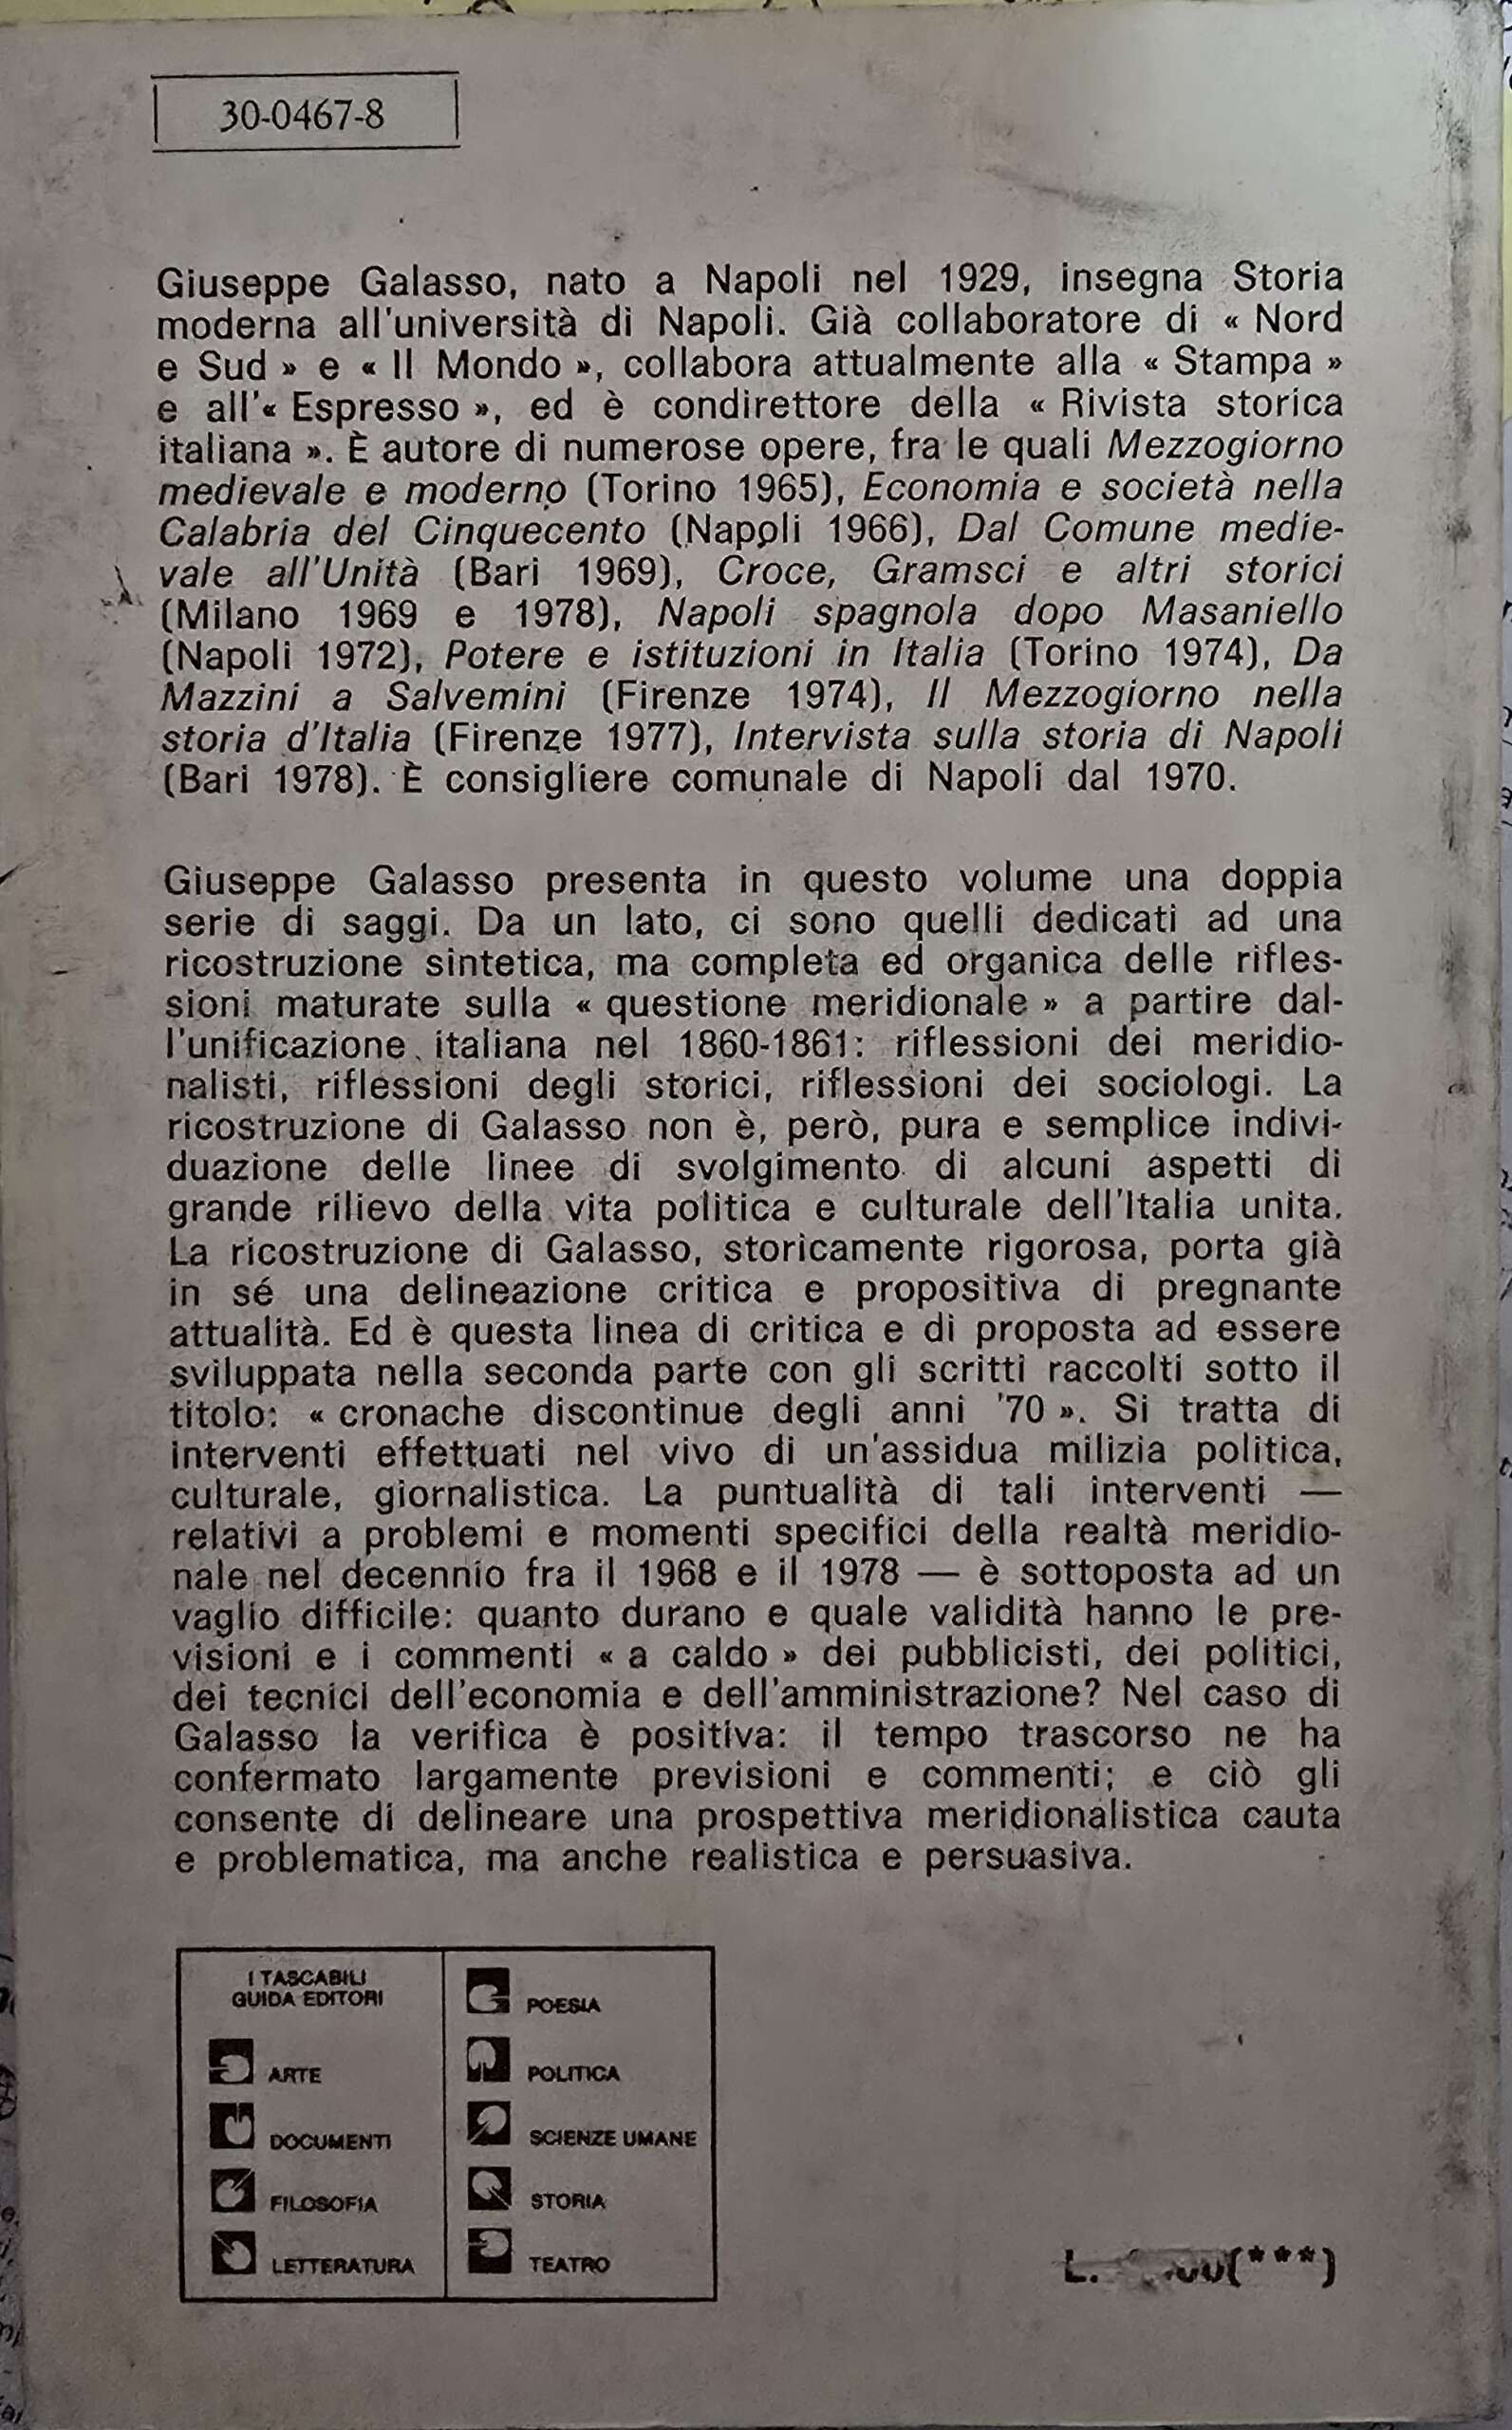 30-0467-8
Giuseppe Galasso, nato a Napoli nel 1929, insegna Storia
moderna all'università di Napoli. Già collaboratore di « Nord
e Sud » e « Il Mondo », collabora attualmente alla « Stampa »
e all'« Espresso », ed è condirettore della « Rivista storica
italiana ». È autore di numerose opere, fra le quali Mezzogiorno
medievale e moderno (Torino 1965), Economia e società nella
Calabria del Cinquecento (Napoli 1966), Dal Comune medie-
vale all'Unità (Bari 1969), Croce, Gramsci e altri storici
(Milano 1969 e 1978), Napoli spagnola dopo Masaniello
(Napoli 1972), Potere e istituzioni in Italia (Torino 1974), Da
Mazzini a Salvemini (Firenze 1974), Il Mezzogiorno nella
storia d'Italia (Firenze 1977), Intervista sulla storia di Napoli
(Bari 1978). È consigliere comunale di Napoli dal 1970.
Giuseppe Galasso presenta in questo volume una doppia
serie di saggi. Da un lato, ci sono quelli dedicati ad una
ricostruzione sintetica, ma completa ed organica delle rifles-
sioni maturate sulla « questione meridionale » a partire dal-
l'unificazione italiana nel 1860-1861: riflessioni dei meridio-
nalisti, riflessioni degli storici, riflessioni dei sociologi. La
ricostruzione di Galasso non è, però, pura e semplice indivi-
duazione delle linee di svolgimento di alcuni aspetti di
grande rilievo della vita politica e culturale dell'Italia unita.
La ricostruzione di Galasso, storicamente rigorosa, porta già
in sé una delineazione critica e propositiva di pregnante
attualità. Ed è questa linea di critica e di proposta ad essere
sviluppata nella seconda parte con gli scritti raccolti sotto il
titolo: « cronache discontinue degli anni '70 ». Si tratta di
interventi effettuati nel vivo di un'assidua milizia politica,
culturale, giornalistica. La puntualità di tali interventi —
relativi a problemi e momenti specifici della realtà meridio-
nale nel decennio fra il 1968 e il 1978 — è sottoposta ad un
vaglio difficile: quanto durano e quale validità hanno le pre-
visioni e i commenti « a caldo » dei pubblicisti, dei politici,
dei tecnici dell'economia e dell'amministrazione? Nel caso di
Galasso la verifica è positiva: il tempo trascorso ne ha
confermato largamente previsioni e commenti; e ciò gli
consente di delineare una prospettiva meridionalistica cauta
e problematica, ma anche realistica e persuasiva.
I TASCABILI
GUIDA EDITORI
ARTE
DOCUMENTI
FILOSOFIA
LETTERATURA
POESIA
POLITICA
SCIENZE UMANE
STORIA
TEATRO
L. (***)